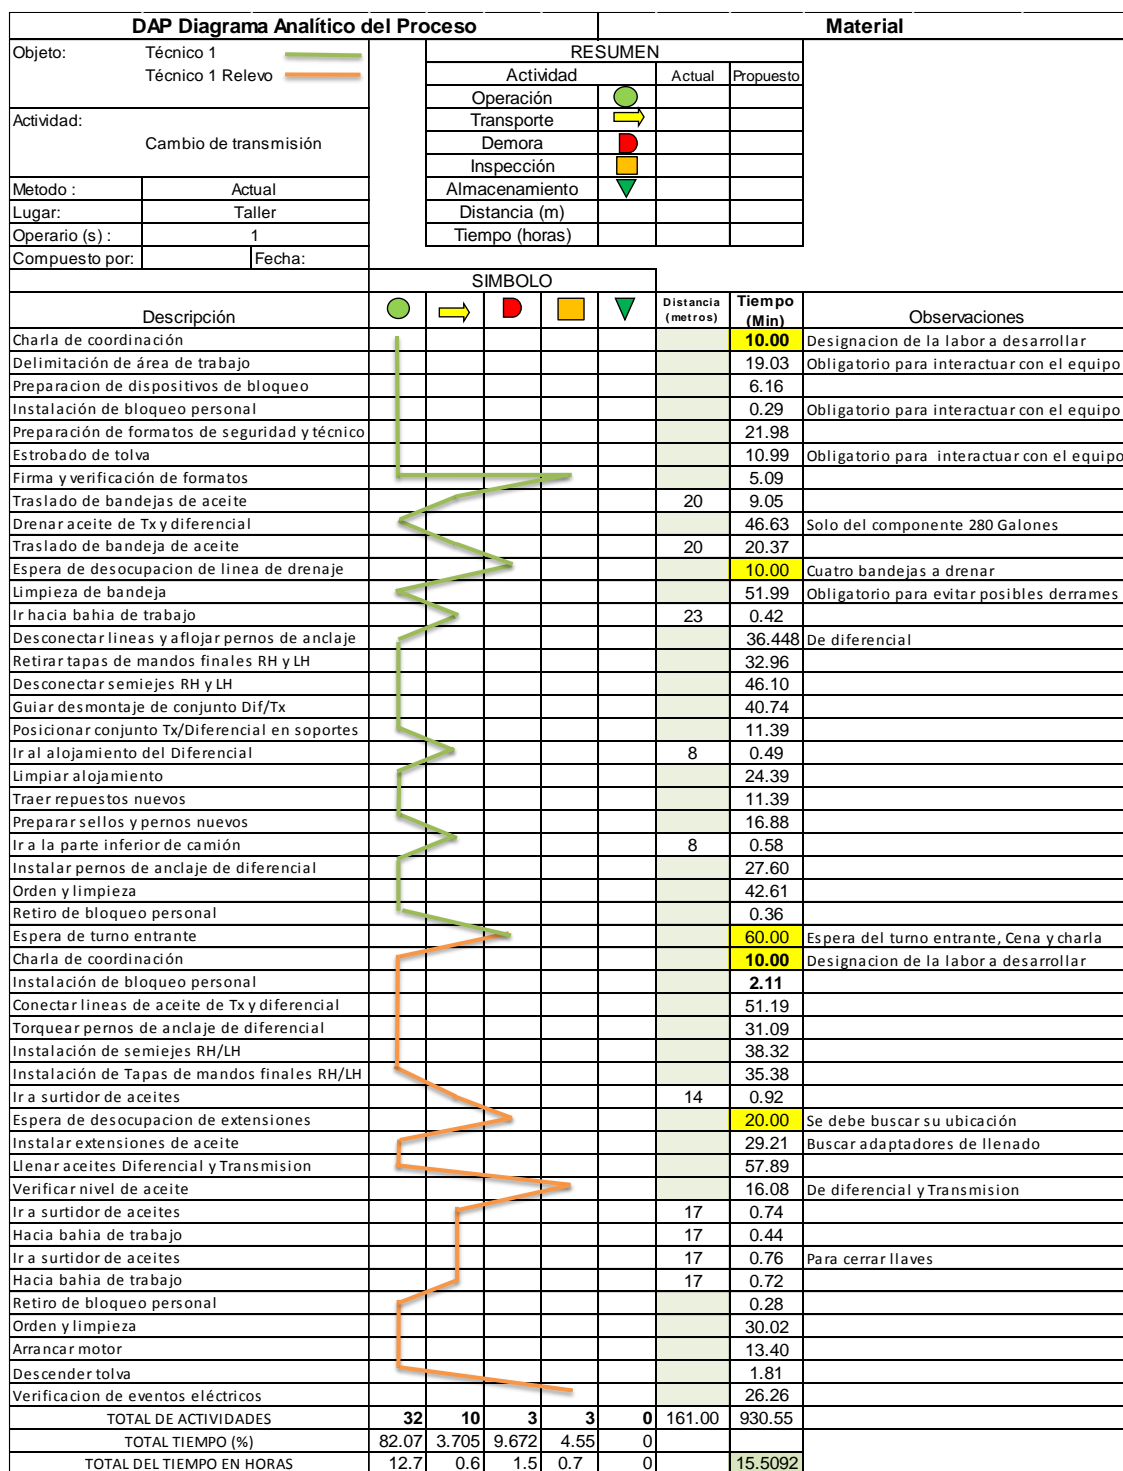 DAP Diagrama Analítico del Proceso Material
Objeto: Técnico 1
Técnico 1 Relevo
RESUMEN
Actividad Actual Propuesto
Operación
Transporte
Demora
Inspección
Almacenamiento
Distancia (m)
Tiempo (horas)
Actividad:
Cambio de transmisión
Metodo : Actual
Lugar: Taller
Operario (s) : 1
Compuesto por: Fecha:
SIMBOLO
Descripción Distancia (metros) Tiempo (Min) Observaciones
Charla de coordinación 10.00 Designacion de la labor a desarrollar
Delimitación de área de trabajo 19.03 Obligatorio para interactuar con el equipo
Preparacion de dispositivos de bloqueo 6.16
Instalación de bloqueo personal 0.29 Obligatorio para interactuar con el equipo
Preparación de formatos de seguridad y técnico 21.98
Estrobado de tolva 10.99 Obligatorio para interactuar con el equipo
Firma y verificación de formatos 5.09
Traslado de bandejas de aceite 20 9.05
Drenar aceite de Tx y diferencial 46.63 Solo del componente 280 Galones
Traslado de bandeja de aceite 20 20.37
Espera de desocupacion de linea de drenaje 10.00 Cuatro bandejas a drenar
Limpieza de bandeja 51.99 Obligatorio para evitar posibles derrames
Ir hacia bahia de trabajo 23 0.42
Desconectar lineas y aflojar pernos de anclaje 36.448 De diferencial
Retirar tapas de mandos finales RH y LH 32.96
Desconectar semiejes RH y LH 46.10
Guiar desmontaje de conjunto Dif/Tx 40.74
Posicionar conjunto Tx/Diferencial en soportes 11.39
Ir al alojamiento del Diferencial 8 0.49
Limpiar alojamiento 24.39
Traer repuestos nuevos 11.39
Preparar sellos y pernos nuevos 16.88
Ir a la parte inferior de camión 8 0.58
Instalar pernos de anclaje de diferencial 27.60
Orden y limpieza 42.61
Retiro de bloqueo personal 0.36
Espera de turno entrante 60.00 Espera del turno entrante, Cena y charla
Charla de coordinación 10.00 Designacion de la labor a desarrollar
Instalación de bloqueo personal 2.11
Conectar lineas de aceite de Tx y diferencial 51.19
Torquear pernos de anclaje de diferencial 31.09
Instalación de semiejes RH/LH 38.32
Instalación de Tapas de mandos finales RH/LH 35.38
Ir a surtidor de aceites 14 0.92
Espera de desocupacion de extensiones 20.00 Se debe buscar su ubicación
Instalar extensiones de aceite 29.21 Buscar adaptadores de llenado
Llenar aceites Diferencial y Transmision 57.89
Verificar nivel de aceite 16.08 De diferencial y Transmision
Ir a surtidor de aceites 17 0.74
Hacia bahia de trabajo 17 0.44
Ir a surtidor de aceites 17 0.76 Para cerrar llaves
Hacia bahia de trabajo 17 0.72
Retiro de bloqueo personal 0.28
Orden y limpieza 30.02
Arrancar motor 13.40
Descender tolva 1.81
Verificacion de eventos eléctricos 26.26
TOTAL DE ACTIVIDADES 32 10 3 3 0 161.00 930.55
TOTAL TIEMPO (%) 82.07 3.705 9.672 4.55 0
TOTAL DEL TIEMPO EN HORAS 12.7 0.6 1.5 0.7 0 15.5092